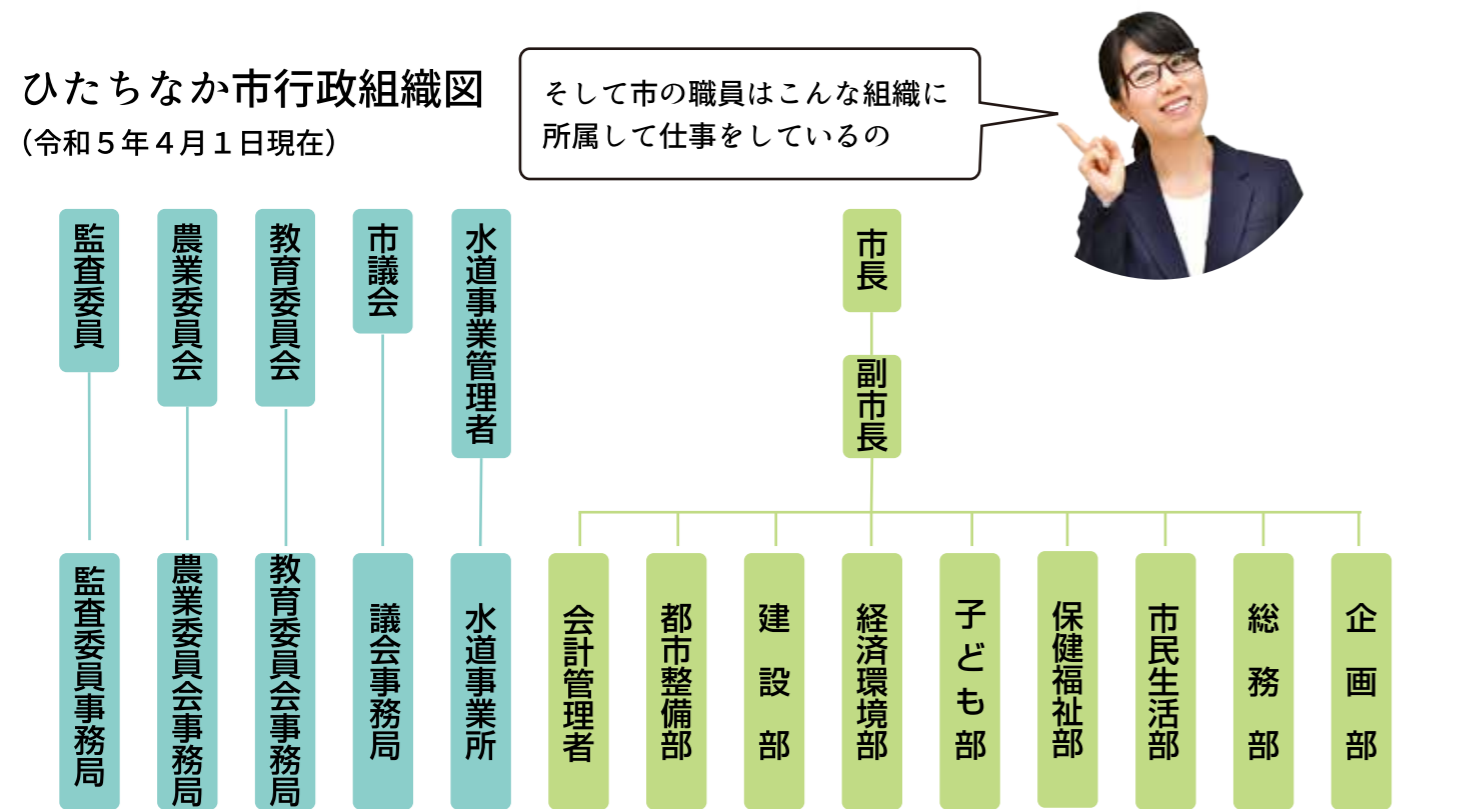 ひたちなか市行政組織図
（令和５年４月１日現在）
そして市の職員はこんな組織に
所属して仕事をしているの
監査委員
農業委員会
教育委員会
市議会
水道事業管理者
市長
副市長
監査委員事務局
農業委員会事務局
教育委員会事務局
議会事務局
水道事業所
会計管理者
都市整備部
建設部
経済環境部
子ども部
保健福祉部
市民生活部
総務部
企画部